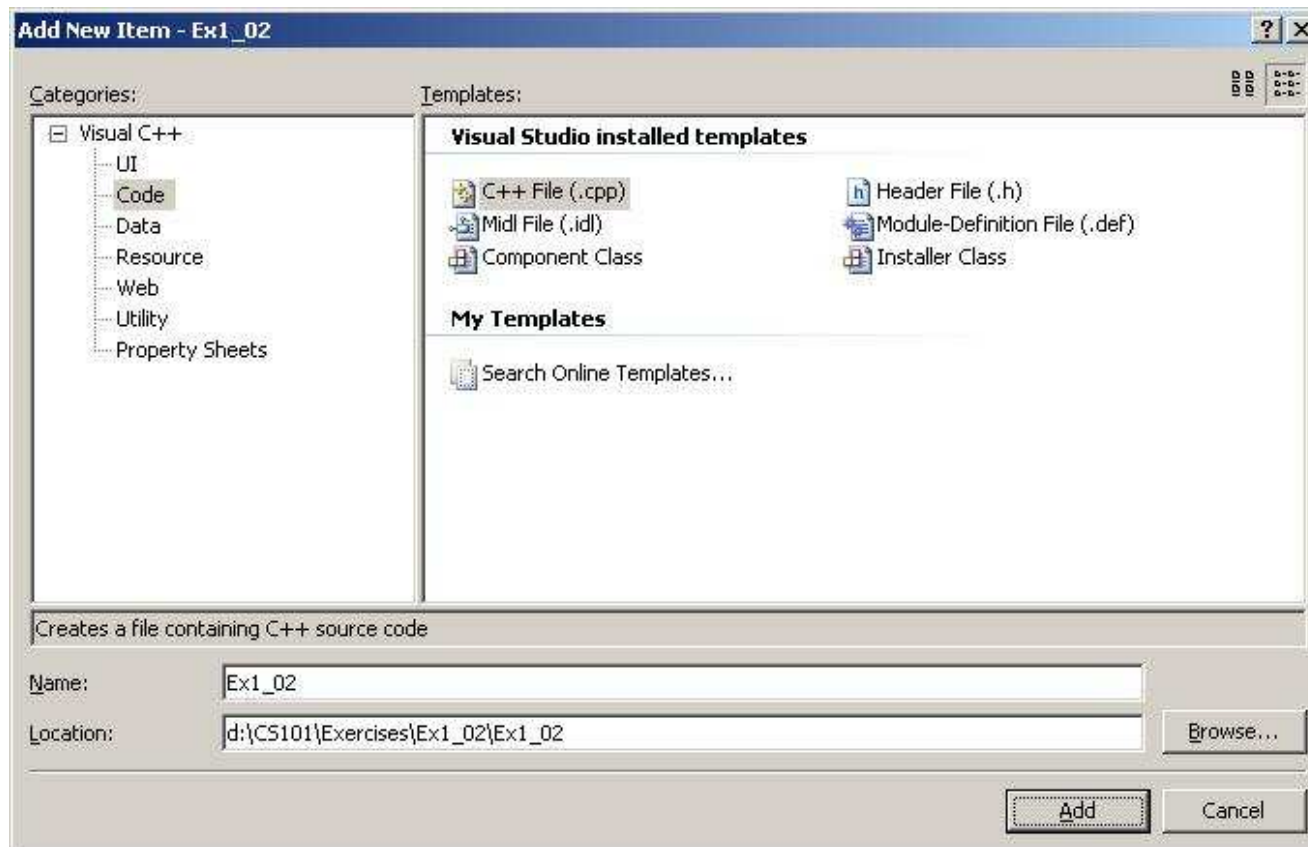 Add New Item - Ex1_02
Categories:
Templates:
Visual C++
UI
Code
Data
Resource
Web
Utility
Property Sheets
Visual Studio installed templates
C++ File (.cpp)
Header File (.h)
Midl File (.idl)
Module-Definition File (.def)
Component Class
Installer Class
My Templates
Search Online Templates...
Creates a file containing C++ source code
Name:
Ex1_02
Location:
d:\CS101\Exercises\Ex1_02\Ex1_02
Browse...
Add
Cancel